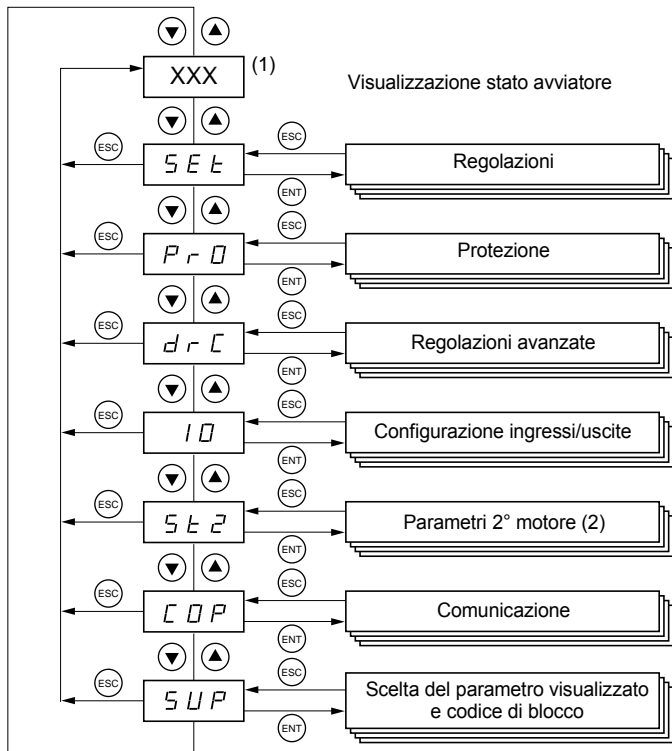 XXX
(1)
Visualizzazione stato avviatore
ESC
SEt
ESC
Regolazioni
ENT
ESC
PrO
ESC
Protezione
ENT
ESC
drC
ESC
Regolazioni avanzate
ENT
ESC
IO
ESC
Configurazione ingressi/uscite
ENT
ESC
St2
ESC
Parametri 2° motore (2)
ENT
ESC
COP
ESC
Comunicazione
ENT
ESC
SUP
ESC
Scelta del parametro visualizzato
e codice di blocco
ENT